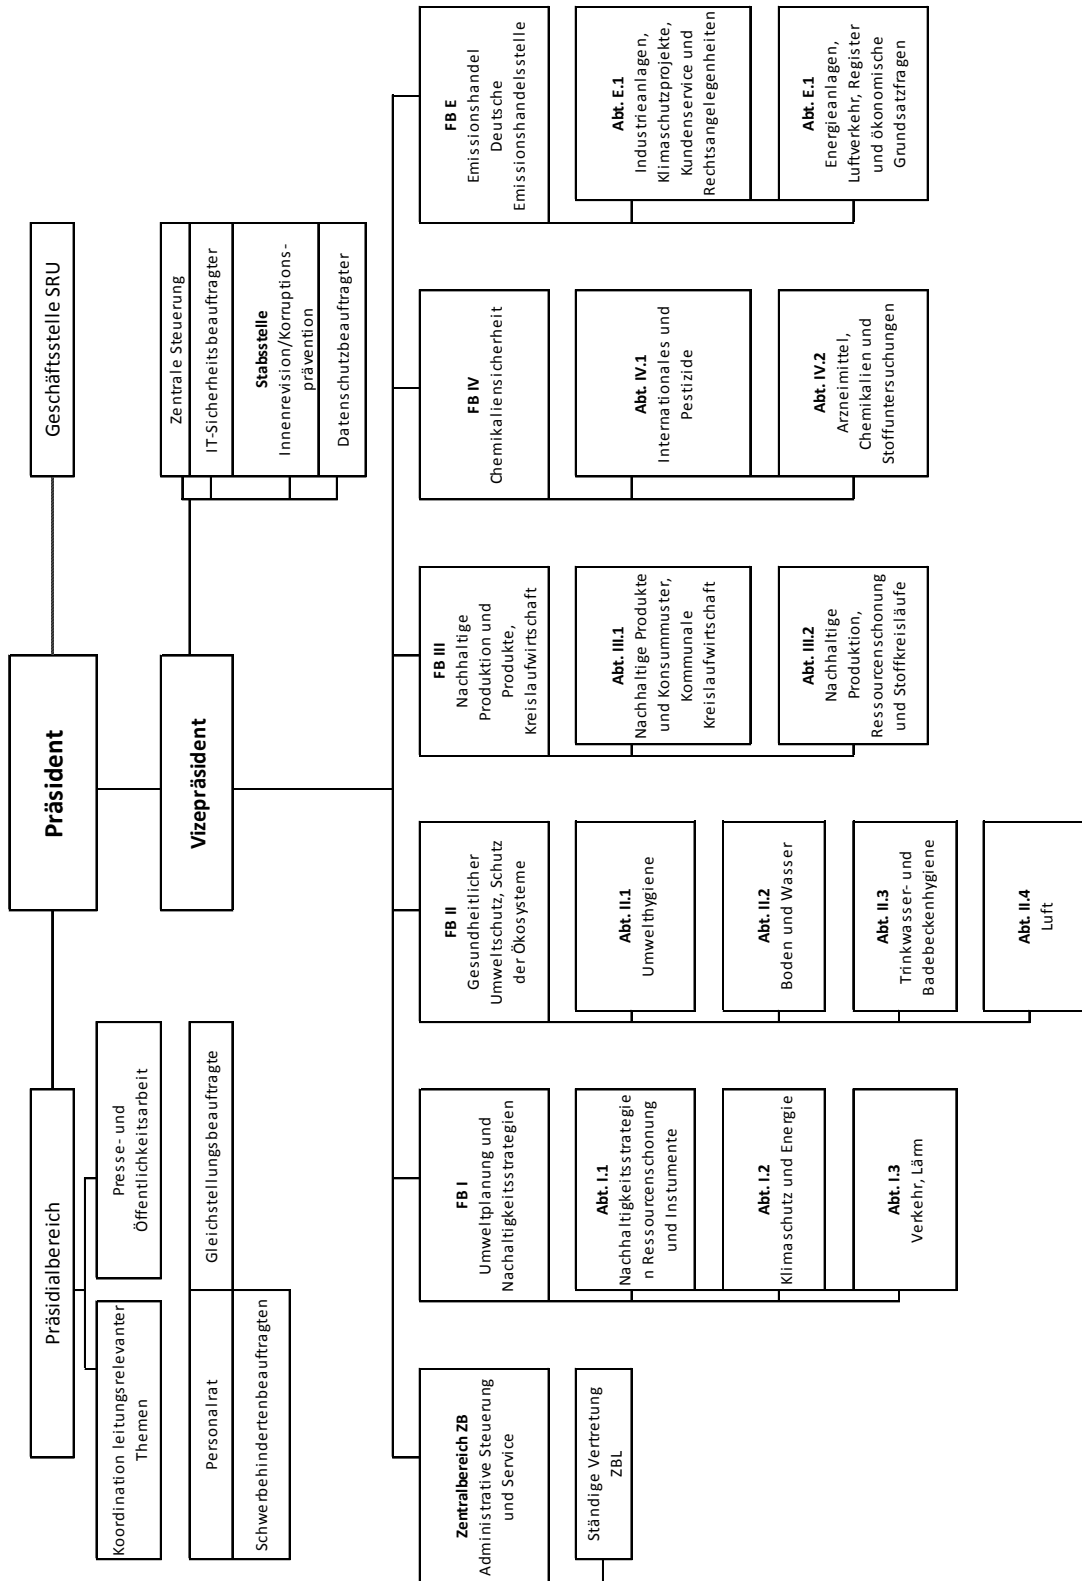 Präsident
Präsidialbereich
Geschäftsstelle SRU
Koordination leitungsrelevanter
Themen
Presse- und
Öffentlichkeitsarbeit
Vizepräsident
Personalrat
Gleichstellungsbeauftragte
Schwerbehindertenbeauftragten
Zentrale Steuerung
IT-Sicherheitsbeauftragter
Stabsstelle
Innenrevision/Korruptions-
prävention
Datenschutzbeauftragter
Zentralbereich ZB
Administrative Steuerung
und Service
Ständige Vertretung
ZBL
FB I
Umweltplanung und
Nachaltigkeitsstrategien
Abt. I.1
Nachhaltigkeitsstrategie
n Ressourcenschonung
und Instumente
Abt. I.2
Klimaschutz und Energie
Abt. I.3
Verkehr, Lärm
FB II
Gesundheitlicher
Umweltschutz, Schutz
der Ökosysteme
Abt. II.1
Umwelthygiene
Abt. II.2
Boden und Wasser
Abt. II.3
Trinkwasser- und
Badebeckenhygiene
Abt. II.4
Luft
FB III
Nachhaltige
Produktion und
Produkte,
Kreislaufwirtschaft
Abt. III.1
Nachhaltige Produkte
und Konsummuster,
Kommunale
Kreislaufwirtschaft
Abt. III.2
Nachhaltige
Produktion,
Ressourcenschonung
und Stoffkreisläufe
FB IV
Chemikaliensicherheit
Abt. IV.1
Internationales und
Pestizide
Abt. IV.2
Arzneimittel,
Chemikalien und
Stoffuntersuchungen
FB E
Emissionshandel
Deutsche
Emissionshandelsstelle
Abt. E.1
Industrieanlagen,
Klimaschutzprojekte,
Kundenservice und
Rechtsangelegenheiten
Abt. E.1
Energieanlagen,
Luftverkehr, Register
und ökonomische
Grundsatzfragen